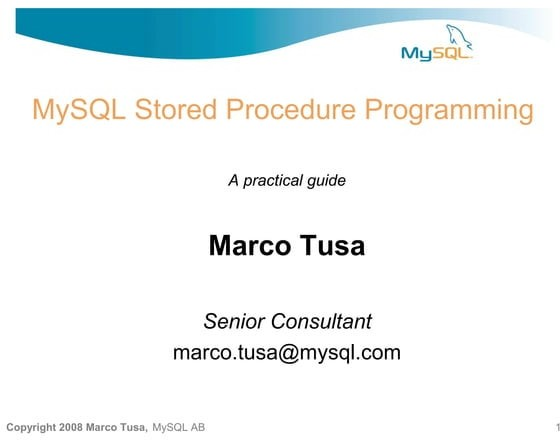 MySQL
MySQL Stored Procedure Programming
A practical guide
Marco Tusa
Senior Consultant
marco.tusa@mysql.com
Copyright 2008 Marco Tusa, MySQL AB
1